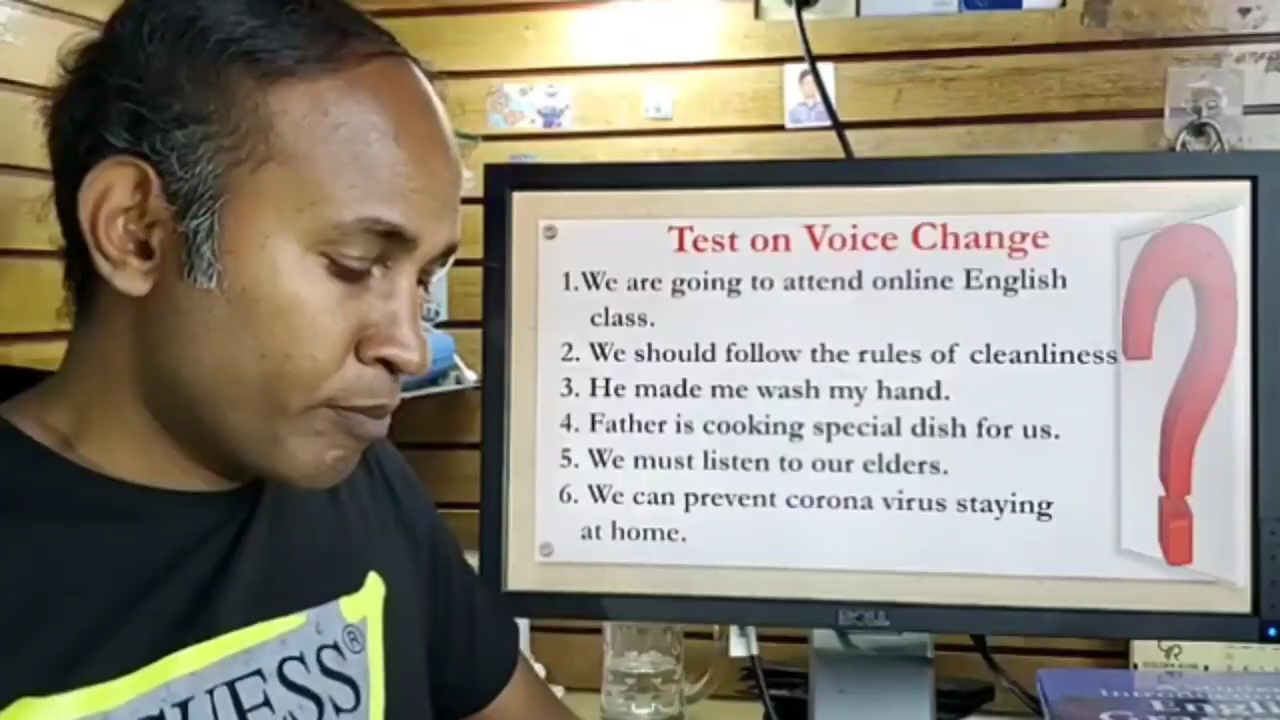 Test on Voice Change
1.We are going to attend online English
class.
2. We should follow the rules of cleanliness
3. He made me wash my hand.
4. Father is cooking special dish for us.
5. We must listen to our elders.
6. We can prevent corona virus staying
at home.
DELL
GUESS®
Engli